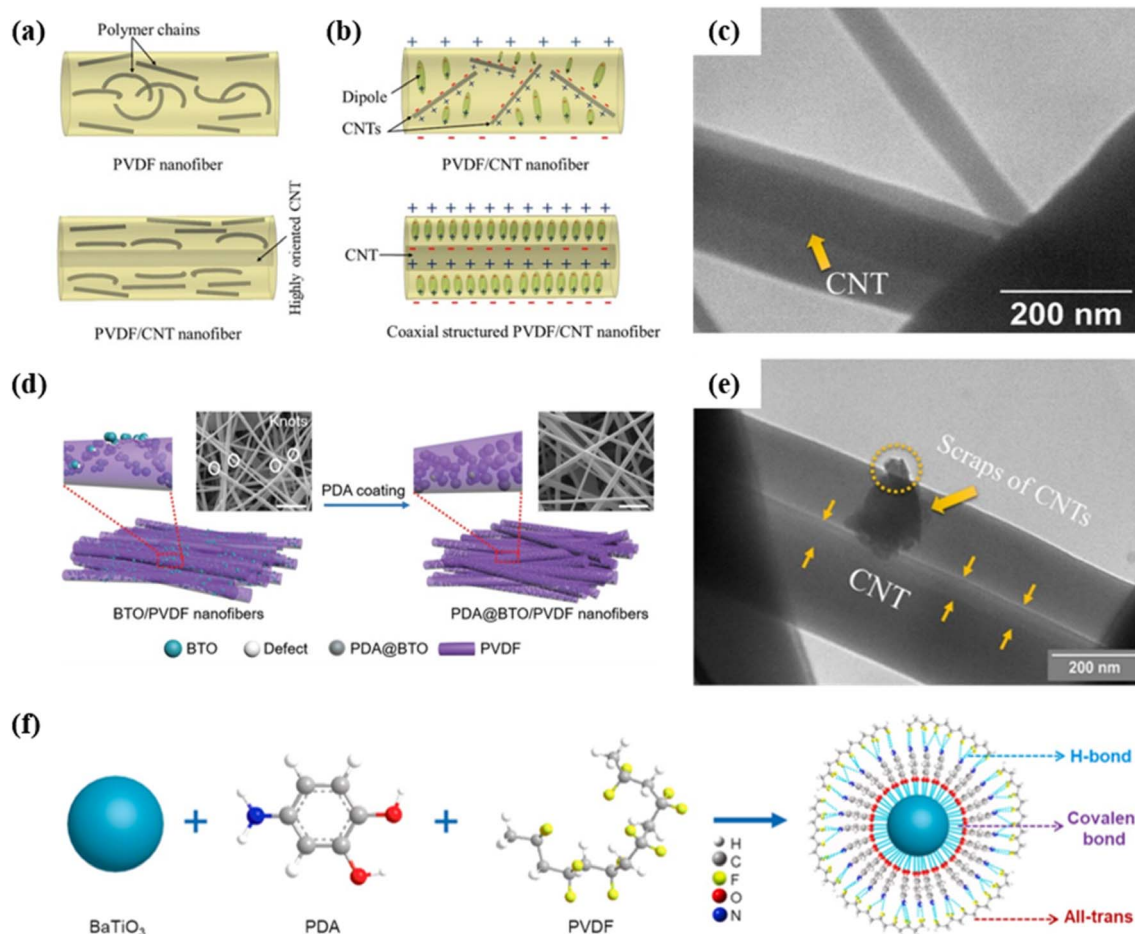 (a)
Polymer chains
PVDF nanofiber
Highly oriented CNT
PVDF/CNT nanofiber
(b)
+ + + + + + +
Dipole
CNTs
PVDF/CNT nanofiber
+ + + + + + + + + +
CNT
Coaxial structured PVDF/CNT nanofiber
(c)
CNT
200 nm
(d)
Knots
PDA coating
BTO/PVDF nanofibers
PDA@BTO/PVDF nanofibers
BTO Defect PDA@BTO PVDF
(e)
Scraps of CNTs
CNT
200 nm
(f)
+ +
BaTiO₃
PDA
PVDF
H
C
F
O
N
H-bond
Covalen
bond
All-trans